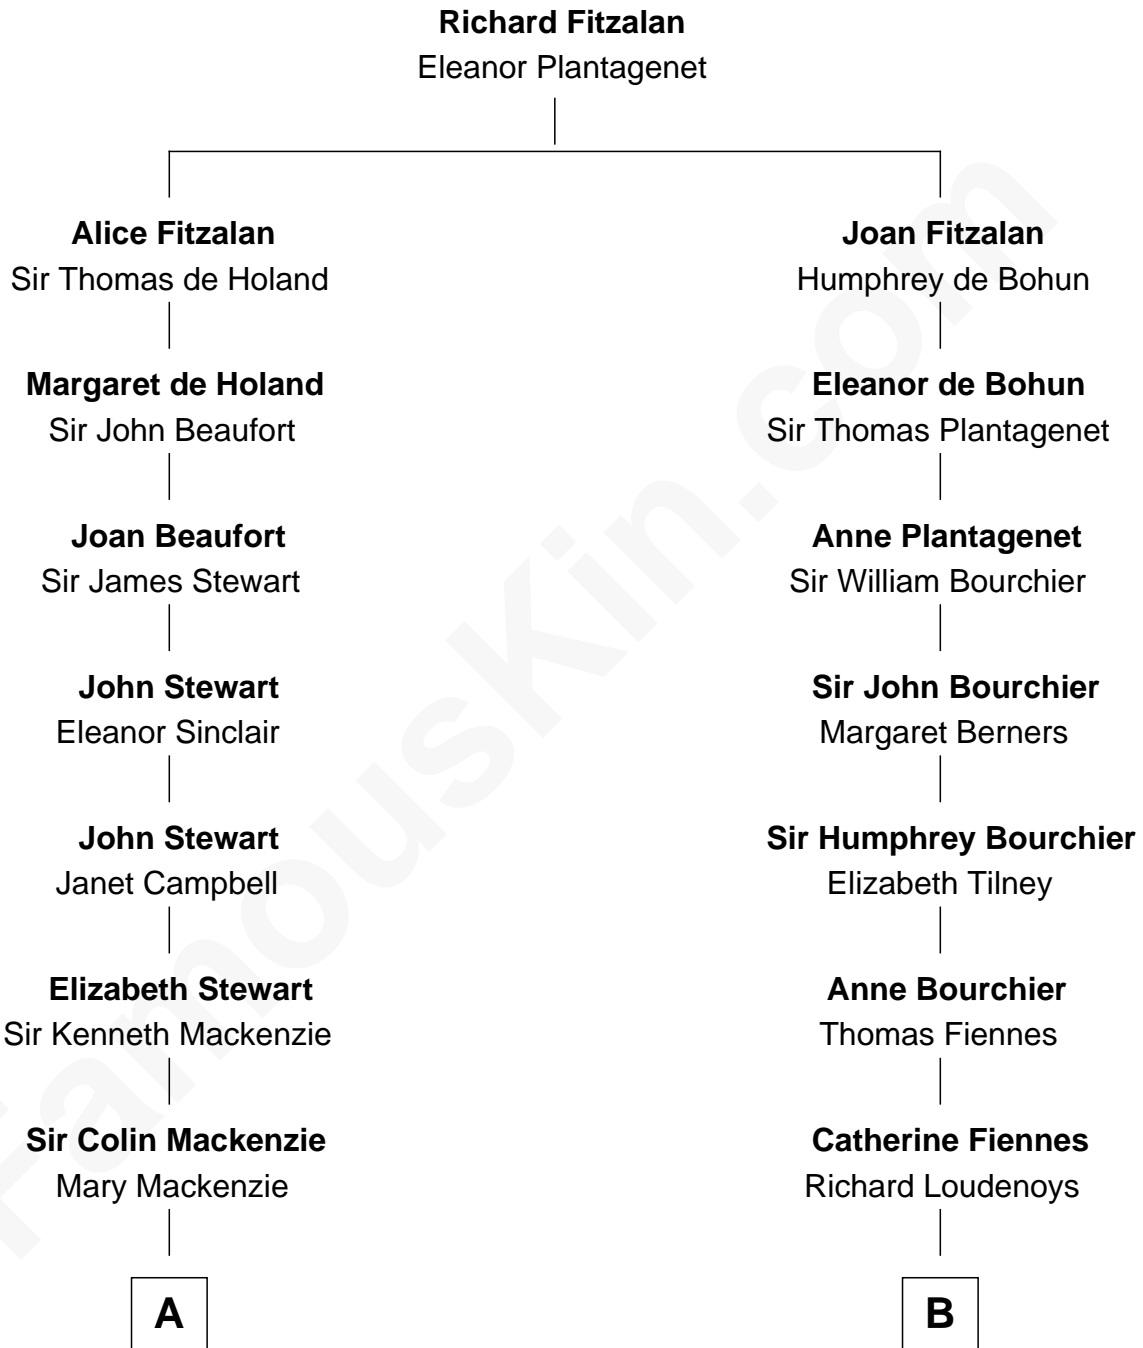 Richard Fitzalan
Eleanor Plantagenet
Alice Fitzalan
Sir Thomas de Holand
Joan Fitzalan
Humphrey de Bohun
Margaret de Holand
Sir John Beaufort
Eleanor de Bohun
Sir Thomas Plantagenet
Joan Beaufort
Sir James Stewart
Anne Plantagenet
Sir William Bourchier
John Stewart
Eleanor Sinclair
Sir John Bourchier
Margaret Berners
John Stewart
Janet Campbell
Sir Humphrey Bourchier
Elizabeth Tilney
Elizabeth Stewart
Sir Kenneth Mackenzie
Anne Bourchier
Thomas Fiennes
Sir Colin Mackenzie
Mary Mackenzie
Catherine Fiennes
Richard Loudenoys
A
B
FamousKin.com